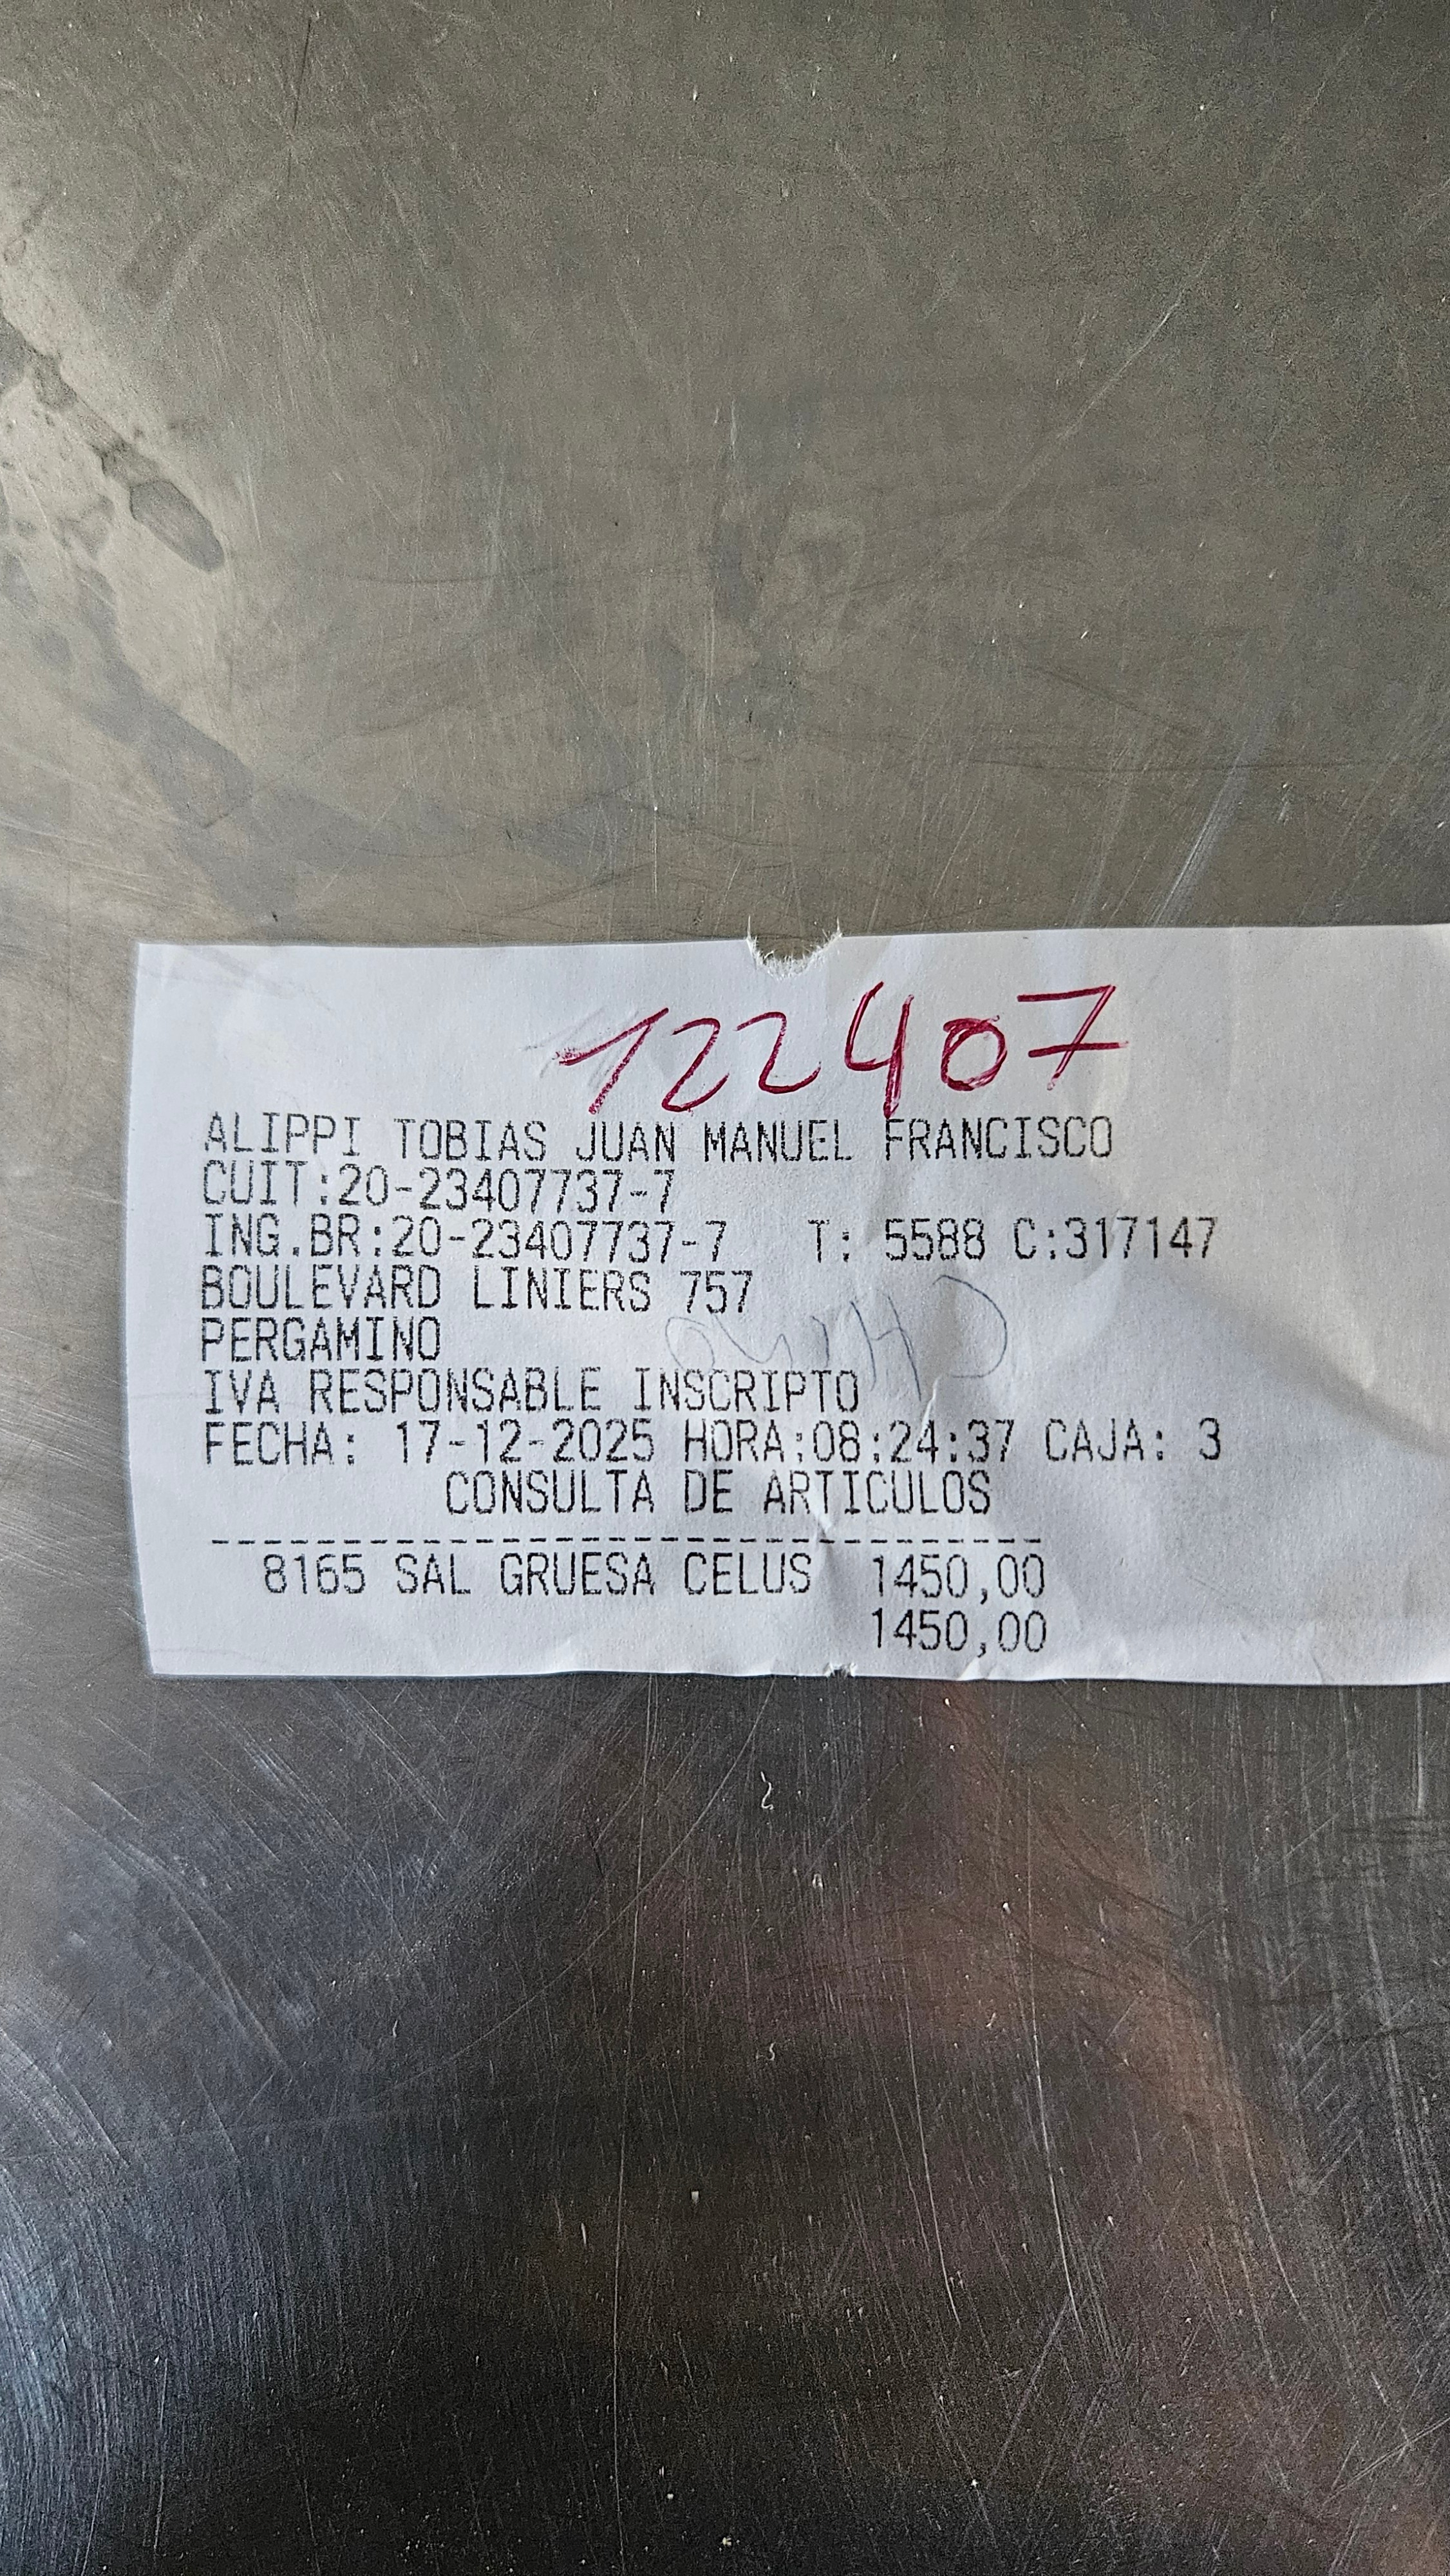 122407
ALIPPI TOBIAS JUAN MANUEL FRANCISCO
CUIT:20-23407737-7
ING.BR:20-23407737-7 T: 5588 C:317147
BOULEVARD LINIERS 757
PERGAMINO
IVA RESPONSABLE INSCRIPTO
FECHA: 17-12-2025 HORA:08:24:37 CAJA: 3
CONSULTA DE ARTICULOS
--------------------------------
8165 SAL GRUESA CELUS 1450,00
1450,00